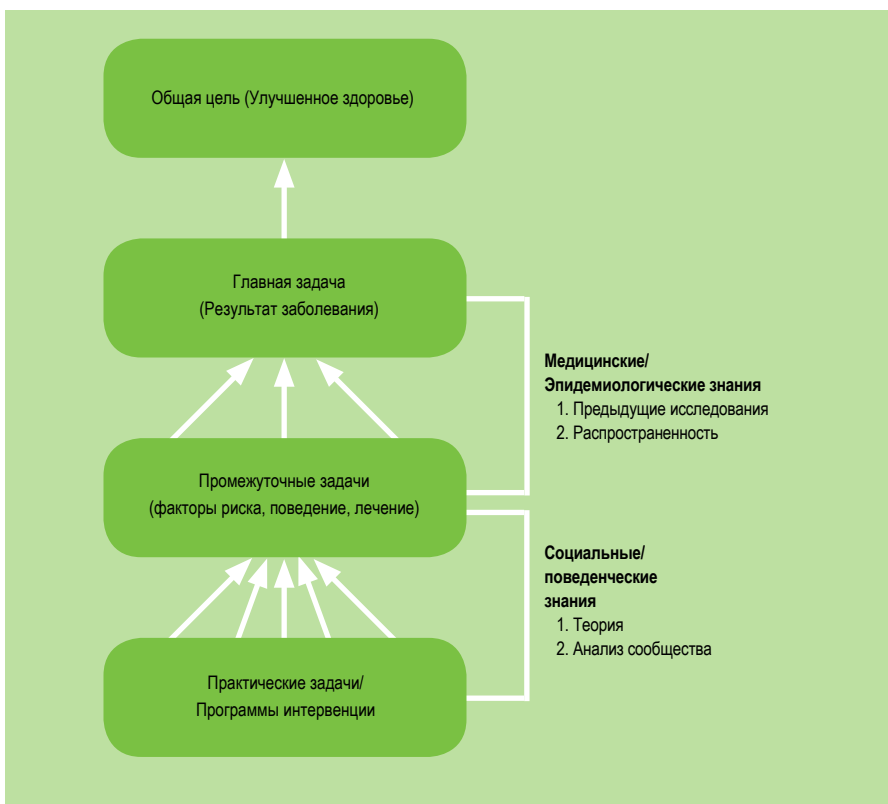 Общая цель (Улучшенное здоровье)
Главная задача
(Результат заболевания)
Медицинские/
Эпидемиологические знания
1. Предыдущие исследования
2. Распространенность
Промежуточные задачи
(факторы риска, поведение, лечение)
Социальные/
поведенческие
знания
1. Теория
2. Анализ сообщества
Практические задачи/
Программы интервенции